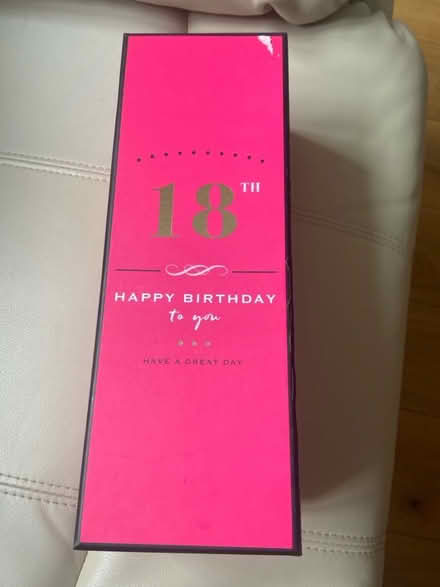 18TH
HAPPY BIRTHDAY
to you
HAVE A GREAT DAY